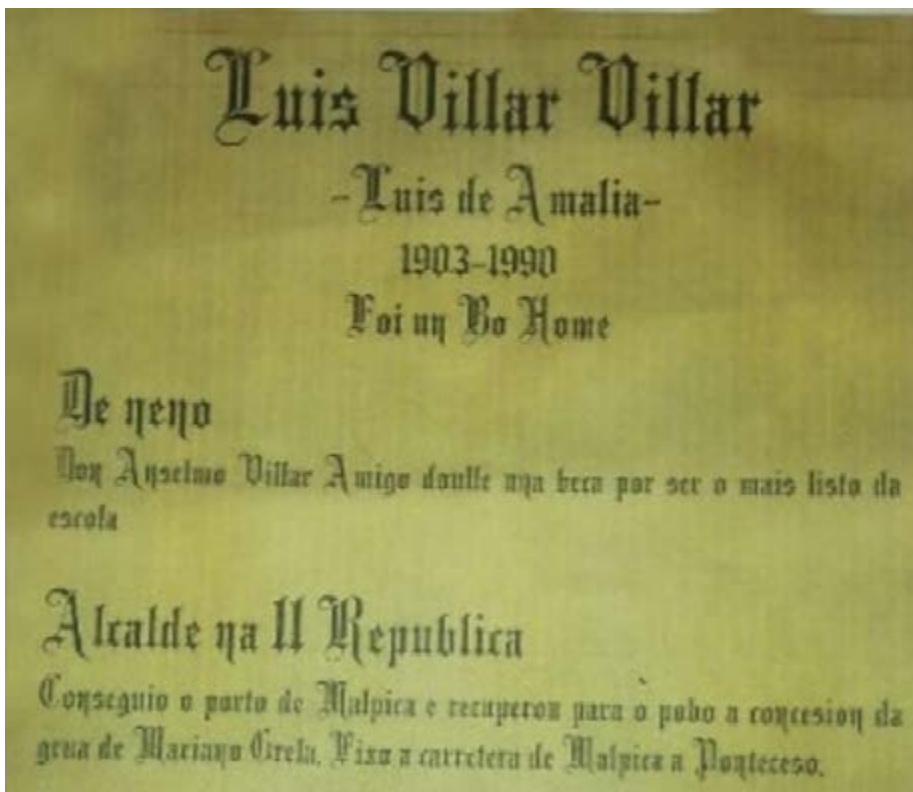 Luis Villar Villar
-Luis de Amalia-
1903-1990
Foi un Bo Home
De neno
Don Anselmo Villar Amigo doulle una beca por ser o mais listo da
escola
Alcalde na II Republica
Conseguio o porto de Malpica e recuperou para ò pobo a concesion da
grua de Mariano Grela. Fixo a carretera de Malpica a Ponteceso.